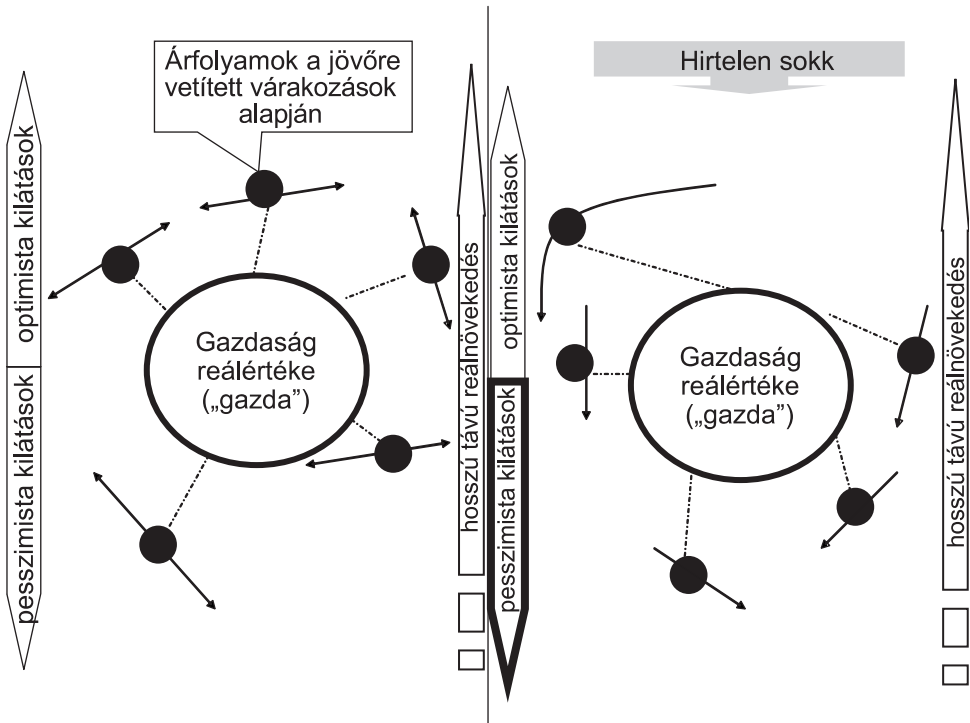 Árfolyamok a jövőre
vetített várakozások
alapján
optimista kilátások
pesszimista kilátások
Gazdaság
reálértéke
(„gazda”)
hosszú távú reálnövekedés
Hirtelen sokk
optimista kilátások
pesszimista kilátások
Gazdaság
reálértéke
(„gazda”)
hosszú távú reálnövekedés